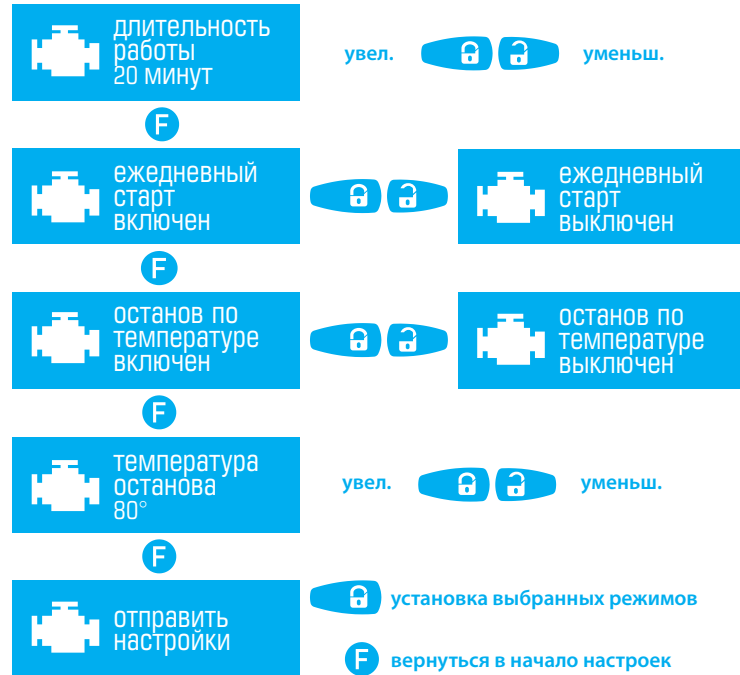 длительность
работы
20 минут
увел.
уменьш.
F
ежедневный
старт
включен
ежедневный
старт
выключен
F
останов по
температуре
включен
останов по
температуре
выключен
F
температура
останова
80°
увел.
уменьш.
F
отправить
настройки
установка выбранных режимов
F вернуться в начало настроек